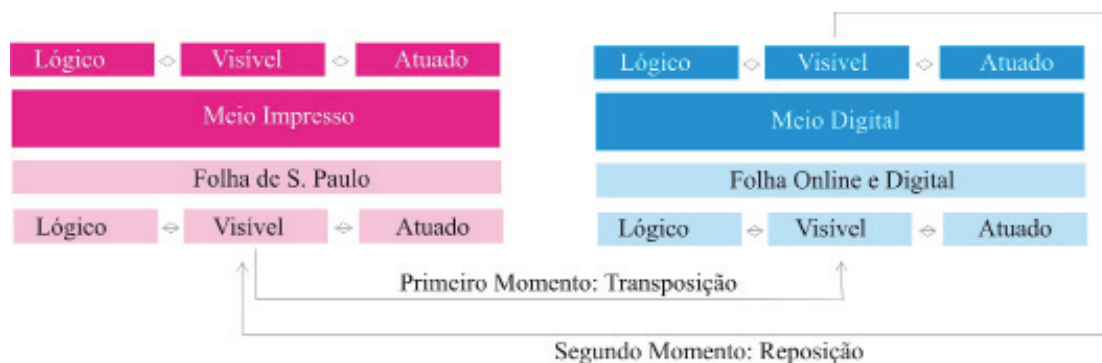 Lógico Visível Atuado
Meio Impresso
Folha de S. Paulo
Lógico Visível Atuado
Lógico Visível Atuado
Meio Digital
Folha Online e Digital
Lógico Visível Atuado
Primeiro Momento: Transposição
Segundo Momento: Reposição